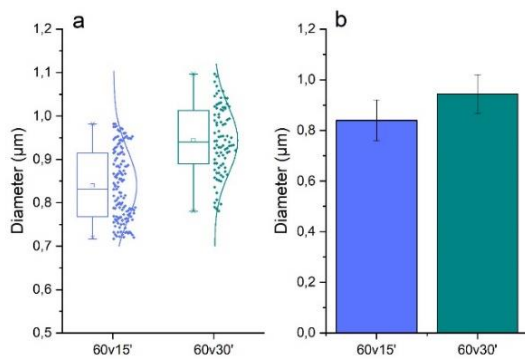 a
Diameter (µm)
1,2
1,1
1,0
0,9
0,8
0,7
0,6
0,5
60v15'
60v30'
b
Diameter (µm)
1,2
1,0
0,8
0,6
0,4
0,2
0,0
60v15'
60v30'